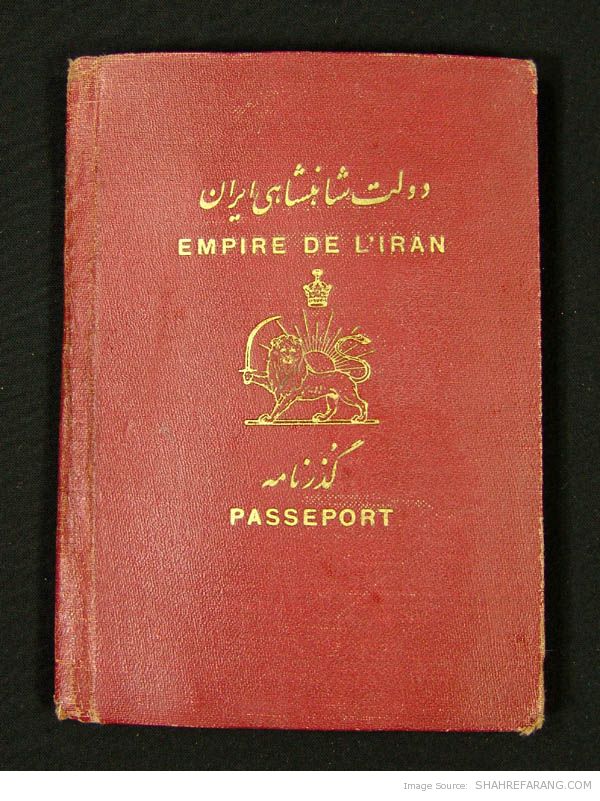 دولت شاهنشاهی ایران
EMPIRE DE L'IRAN
گذرنامه
PASSEPORT
Image Source: SHAHREFARANG.COM